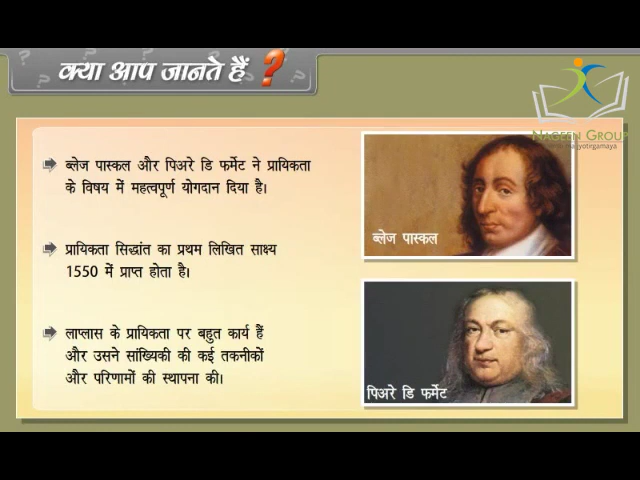 क्या आप जानते हैं ?
NAGEEN GROUP
ब्लेज पास्कल और पिअरे डि फर्मेट ने प्रायिकता
के विषय में महत्वपूर्ण योगदान दिया है।
ब्लेज पास्कल
प्रायिकता सिद्धांत का प्रथम लिखित साक्ष्य
1550 में प्राप्त होता है।
लाप्लास के प्रायिकता पर बहुत कार्य हैं
और उसने सांख्यिकी की कई तकनीकों
और परिणामों की स्थापना की।
पिअरे डि फर्मेट